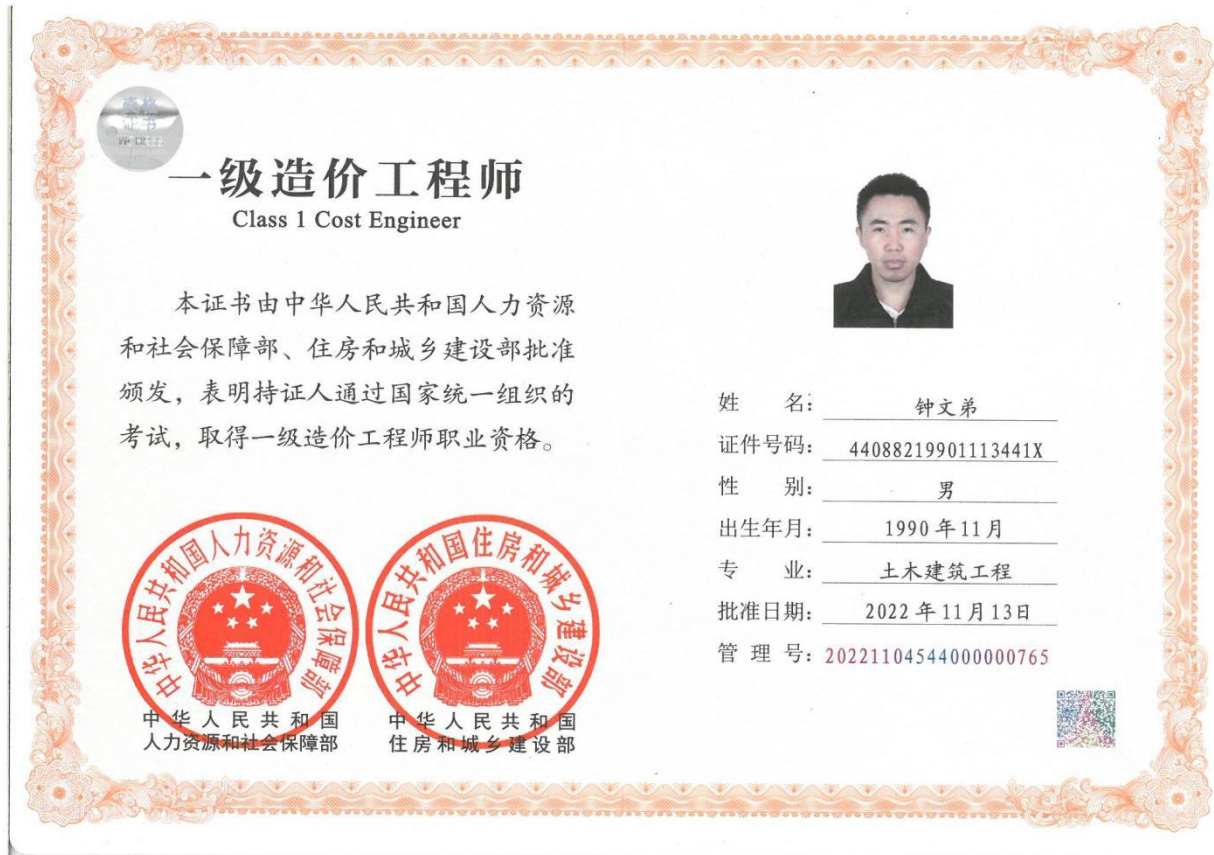 资格
证书
一级造价工程师
Class 1 Cost Engineer
本证书由中华人民共和国人力资源
和社会保障部、住房和城乡建设部批准
颁发，表明持证人通过国家统一组织的
考试，取得一级造价工程师职业资格。
中华人民共和国人力资源和社会保障部
中华人民共和国
人力资源和社会保障部
中华人民共和国住房和城乡建设部
中华人民共和国
住房和城乡建设部
姓 名：钟文弟
证件号码：44088219901113441X
性 别：男
出生年月：1990年11月
专 业：土木建筑工程
批准日期：2022年11月13日
管 理 号：20221104544000000765